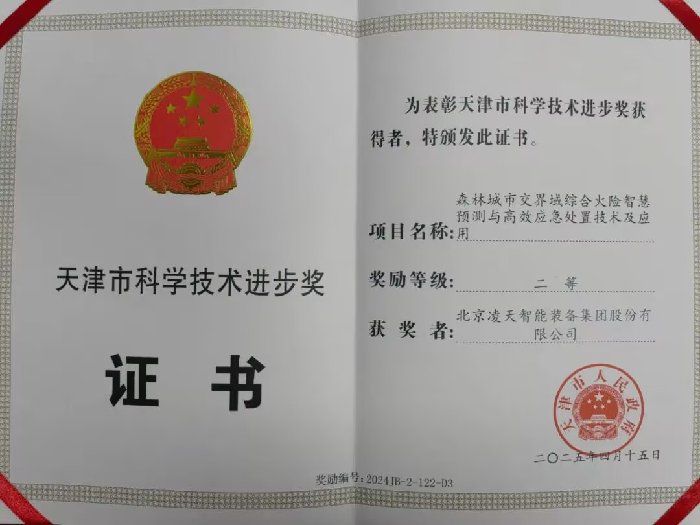 天津市科学技术进步奖
证 书
为表彰天津市科学技术进步奖获
得者，特颁发此证书。
森林城市交界域综合火险智慧
预测与高效应急处置技术及应
项目名称:用
奖励等级: 二 等
北京凌天智能装备集团股份有
获 奖 者: 限公司
天津市人民政府
二〇二五年四月十五日
奖励编号:2024JB-2-122-D3